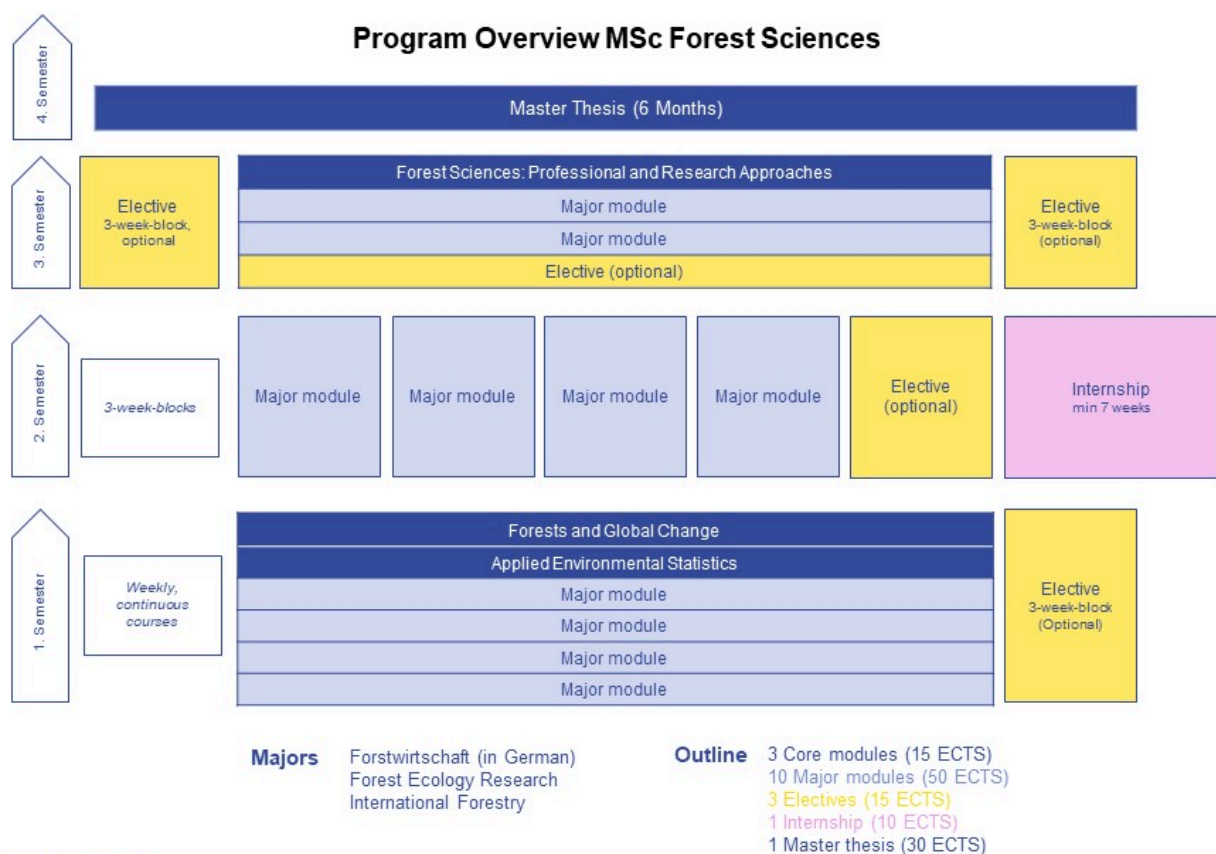 Program Overview MSc Forest Sciences
4. Semester
Master Thesis (6 Months)
3. Semester
Elective
3-week-block,
optional
Forest Sciences: Professional and Research Approaches
Major module
Major module
Elective (optional)
Elective
3-week-block
(optional)
2. Semester
3-week-blocks
Major module
Major module
Major module
Major module
Elective
(optional)
Internship
min 7 weeks
1. Semester
Weekly,
continuous
courses
Forests and Global Change
Applied Environmental Statistics
Major module
Major module
Major module
Major module
Elective
3-week-block
(Optional)
Majors
Forstwirtschaft (in German)
Forest Ecology Research
International Forestry
Outline
3 Core modules (15 ECTS)
10 Major modules (50 ECTS)
3 Electives (15 ECTS)
1 Internship (10 ECTS)
1 Master thesis (30 ECTS)